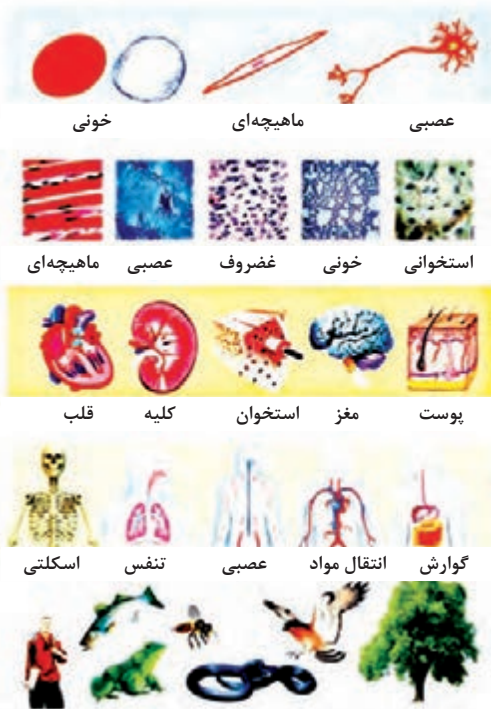 عصبی ماهیچه‌ای خونی
استخوانی خونی غضروف عصبی ماهیچه‌ای
پوست مغز استخوان کلیه قلب
گوارش انتقال مواد عصبی تنفس اسکلتی